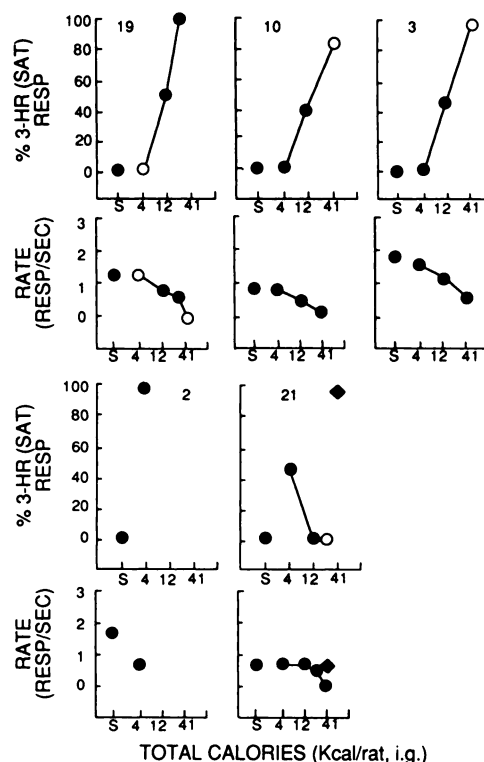 % 3-HR (SAT)
RESP
100
80
60
40
20
0
19
S 4 12 41
10
S 4 12 41
3
S 4 12 41
RATE
(RESP/SEC)
3
2
1
0
S 4 12 41
S 4 12 41
S 4 12 41
% 3-HR (SAT)
RESP
100
80
60
40
20
0
2
S 4 12 41
21
S 4 12 41
RATE
(RESP/SEC)
3
2
1
0
S 4 12 41
S 4 12 41
TOTAL CALORIES (Kcal/rat, i.g.)